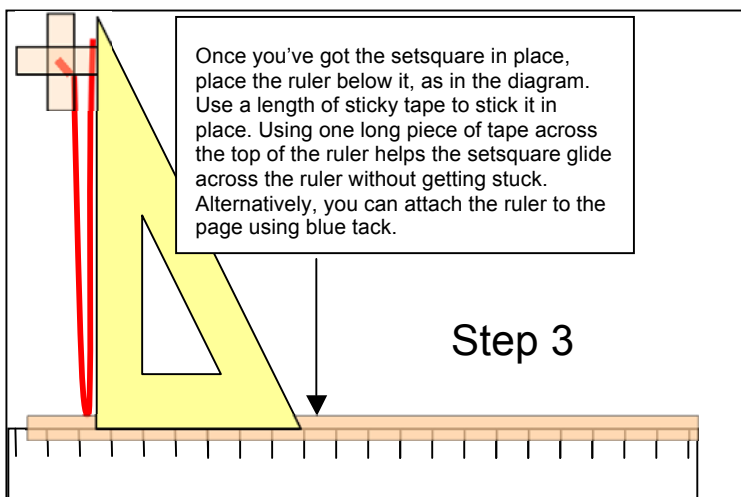 Once you’ve got the setsquare in place,
place the ruler below it, as in the diagram.
Use a length of sticky tape to stick it in
place. Using one long piece of tape across
the top of the ruler helps the setsquare glide
across the ruler without getting stuck.
Alternatively, you can attach the ruler to the
page using blue tack.
Step 3